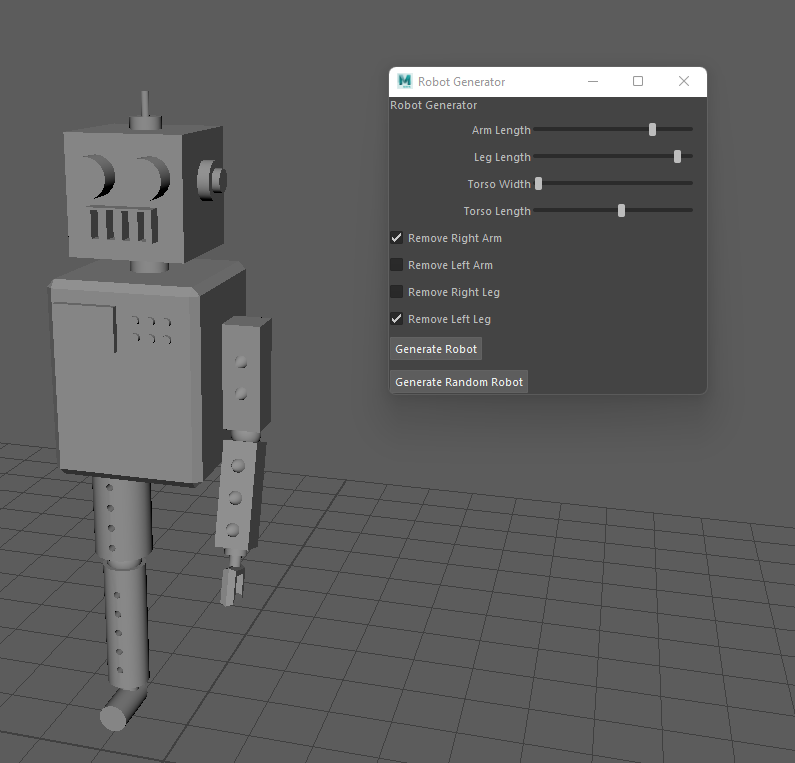 Robot Generator
Robot Generator
Arm Length
Leg Length
Torso Width
Torso Length
Remove Right Arm
Remove Left Arm
Remove Right Leg
Remove Left Leg
Generate Robot
Generate Random Robot